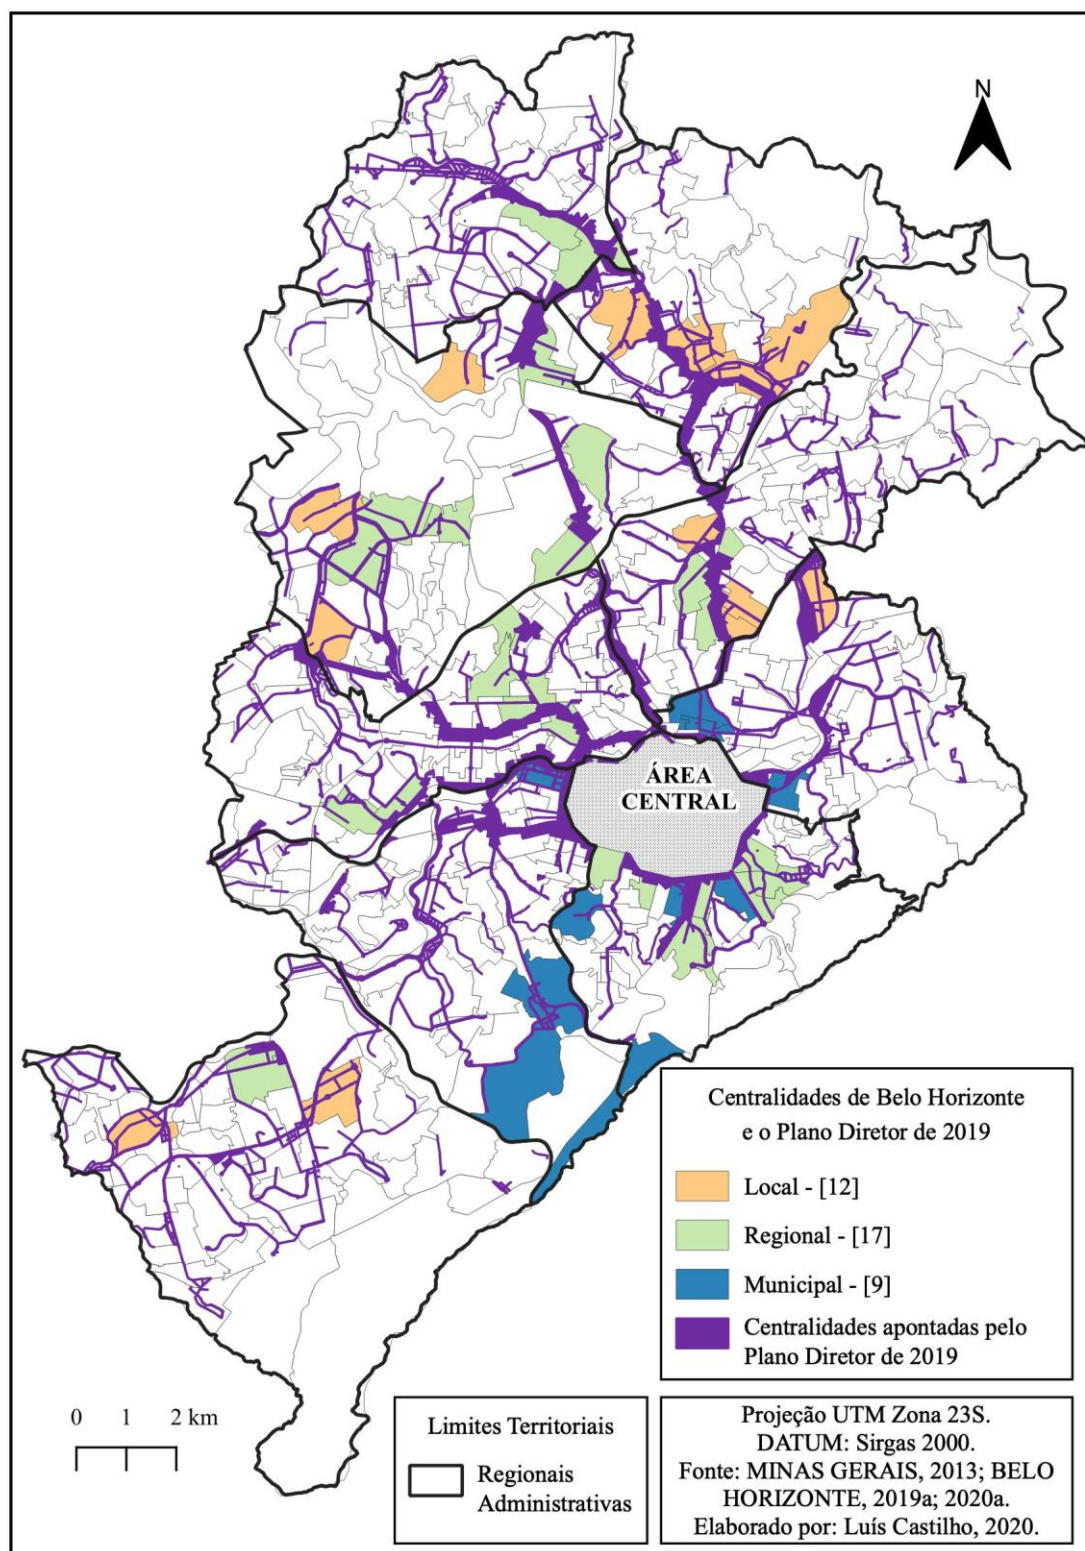 N
ÁREA
CENTRAL
Centralidades de Belo Horizonte
e o Plano Diretor de 2019
Local - [12]
Regional - [17]
Municipal - [9]
Centralidades apontadas pelo
Plano Diretor de 2019
0 1 2 km
Limites Territoriais
Regionais
Administrativas
Projeção UTM Zona 23S.
DATUM: Sirgas 2000.
Fonte: MINAS GERAIS, 2013; BELO
HORIZONTE, 2019a; 2020a.
Elaborado por: Luís Castilho, 2020.